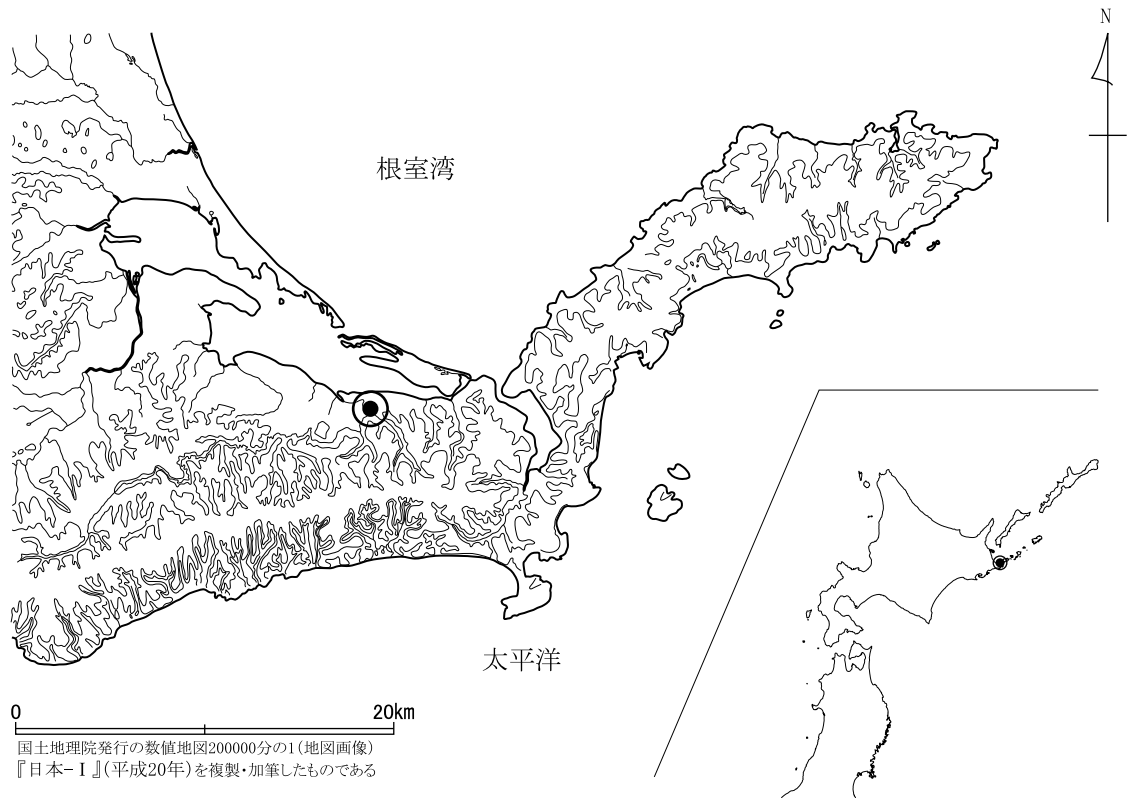 N
根室湾
太平洋
0 20km
国土地理院発行の数値地図200000分の1(地図画像)
『日本-Ⅰ』(平成20年)を複製・加筆したものである